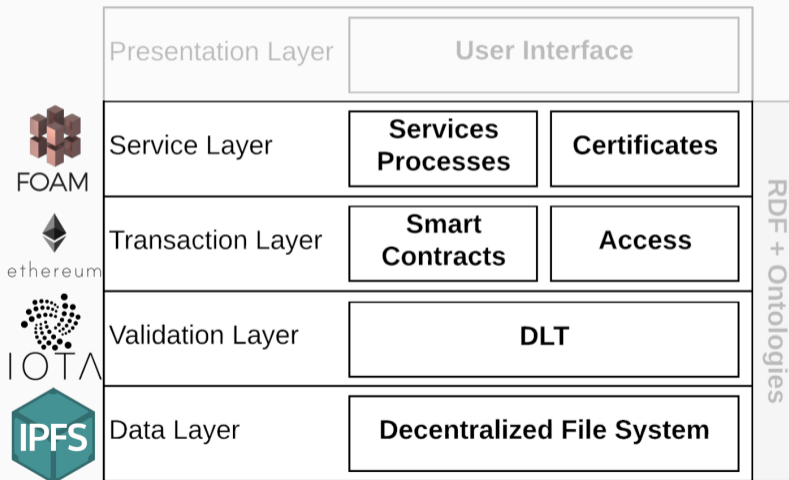 Presentation Layer
User Interface
FOAM
Service Layer
Services
Processes
Certificates
ethereum
Transaction Layer
Smart
Contracts
Access
IOTA
Validation Layer
DLT
IPFS
Data Layer
Decentralized File System
RDF + Ontologies